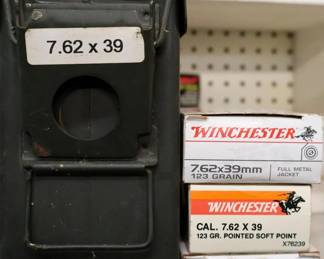 7.62 x 39
WINCHESTER
7.62x39mm
123 GRAIN
FULL METAL
JACKET
WINCHESTER
CAL. 7.62 X 39
123 GR. POINTED SOFT POINT
X76239